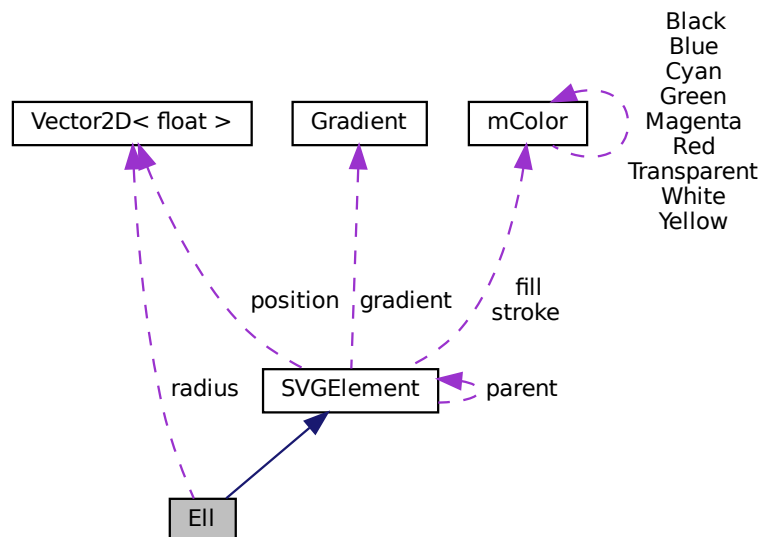 Black
Blue
Cyan
Green
Magenta
Red
Transparent
White
Yellow
Vector2D< float >
Gradient
mColor
position
gradient
fill
stroke
radius
SVGElement
parent
Ell